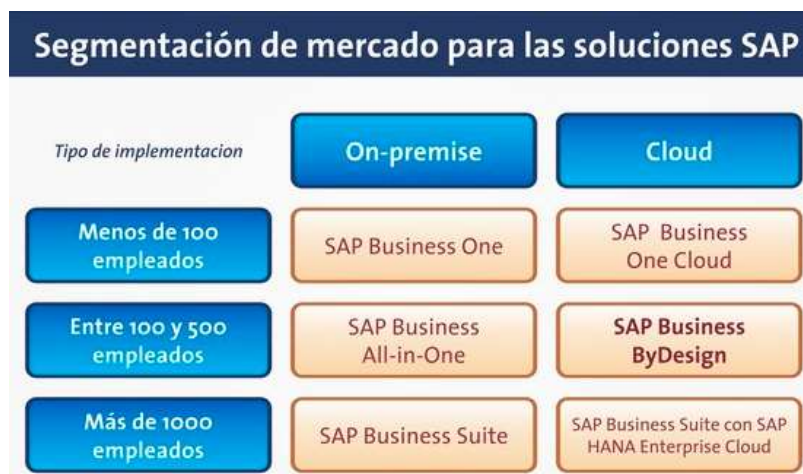 Segmentación de mercado para las soluciones SAP
Tipo de implementacion
On-premise
Cloud
Menos de 100
empleados
SAP Business One
SAP Business
One Cloud
Entre 100 y 500
empleados
SAP Business
All-in-One
SAP Business
ByDesign
Más de 1000
empleados
SAP Business Suite
SAP Business Suite con SAP
HANA Enterprise Cloud